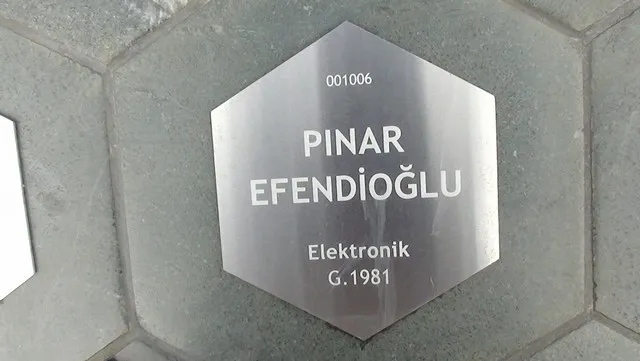 001006
PINAR
EFENDİOĞLU
Elektronik
G.1981